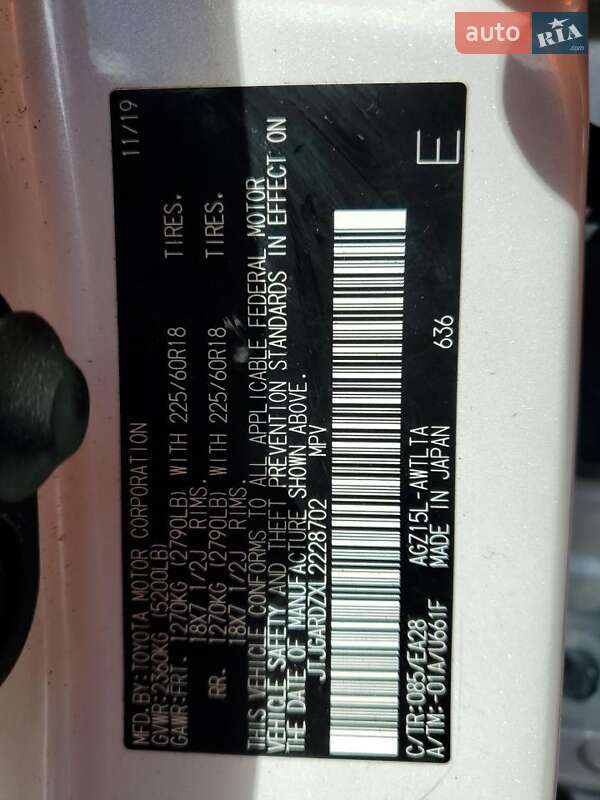 auto RIA .com
MFD.BY:TOYOTA MOTOR CORPORATION 11/19
GVWR:2360KG (5200LB)
GAWR:FRT. 1270KG (2790LB) WITH 225/60R18 TIRES.
18X7 1/2J RIMS.
RR. 1270KG (2790LB) WITH 225/60R18 TIRES.
18X7 1/2J RIMS.
THIS VEHICLE CONFORMS TO ALL APPLICABLE FEDERAL MOTOR
VEHICLE SAFETY AND THEFT PREVENTION STANDARDS IN EFFECT ON
THE DATE OF MANUFACTURE SHOWN ABOVE.
JTJGARDZXL2228702 MPV
C/TR:085/EA28 AGZ15L-AWTLTA 636
A/TM:-01A/U661F MADE IN JAPAN E